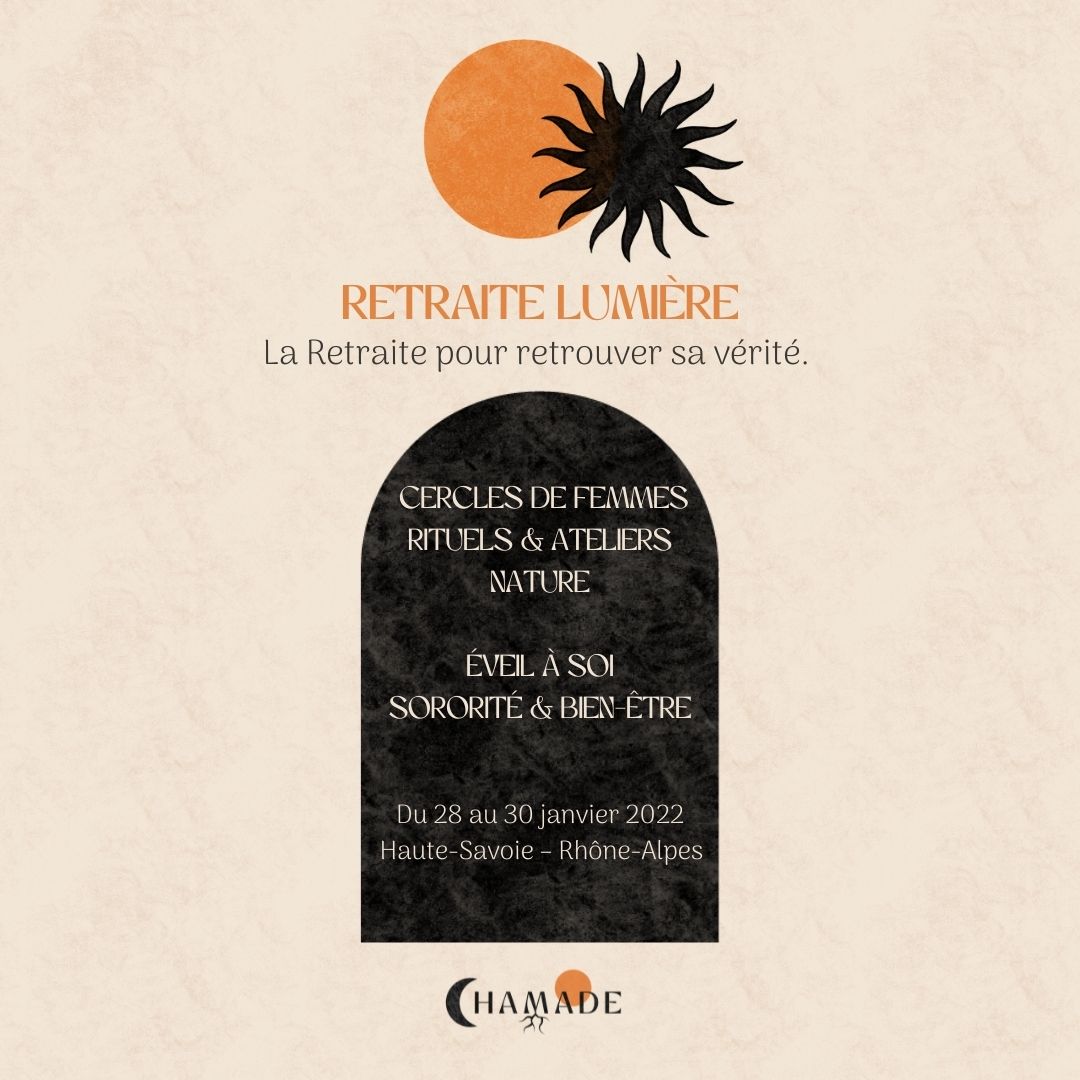 RETRAITE LUMIÈRE
La Retraite pour retrouver sa vérité.
CERCLES DE FEMMES
RITUELS & ATELIERS
NATURE
ÉVEIL À SOI
SORORITÉ & BIEN-ÊTRE
Du 28 au 30 janvier 2022
Haute-Savoie – Rhône-Alpes
CHAMADE